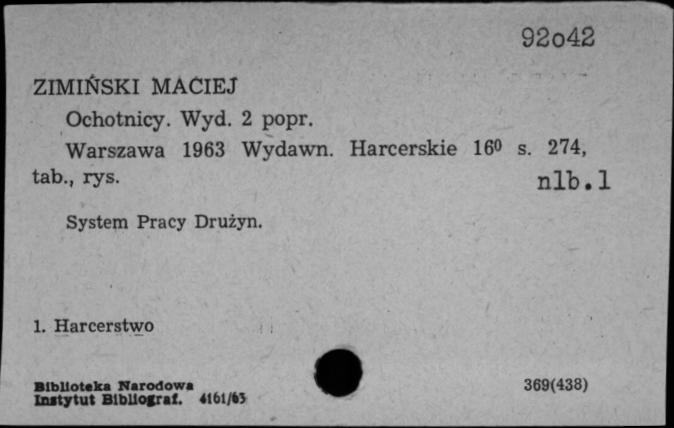 92o42
ZIMIŃSKI MACIEJ
Ochotnicy. Wyd. 2 popr.
Warszawa 1963 Wydawn. Harcerskie 16⁰ s. 274,
tab., rys.
nlb.1
System Pracy Drużyn.
1. Harcerstwo
Biblioteka Narodowa
Instytut Bibliograf. 4161/63
369(438)